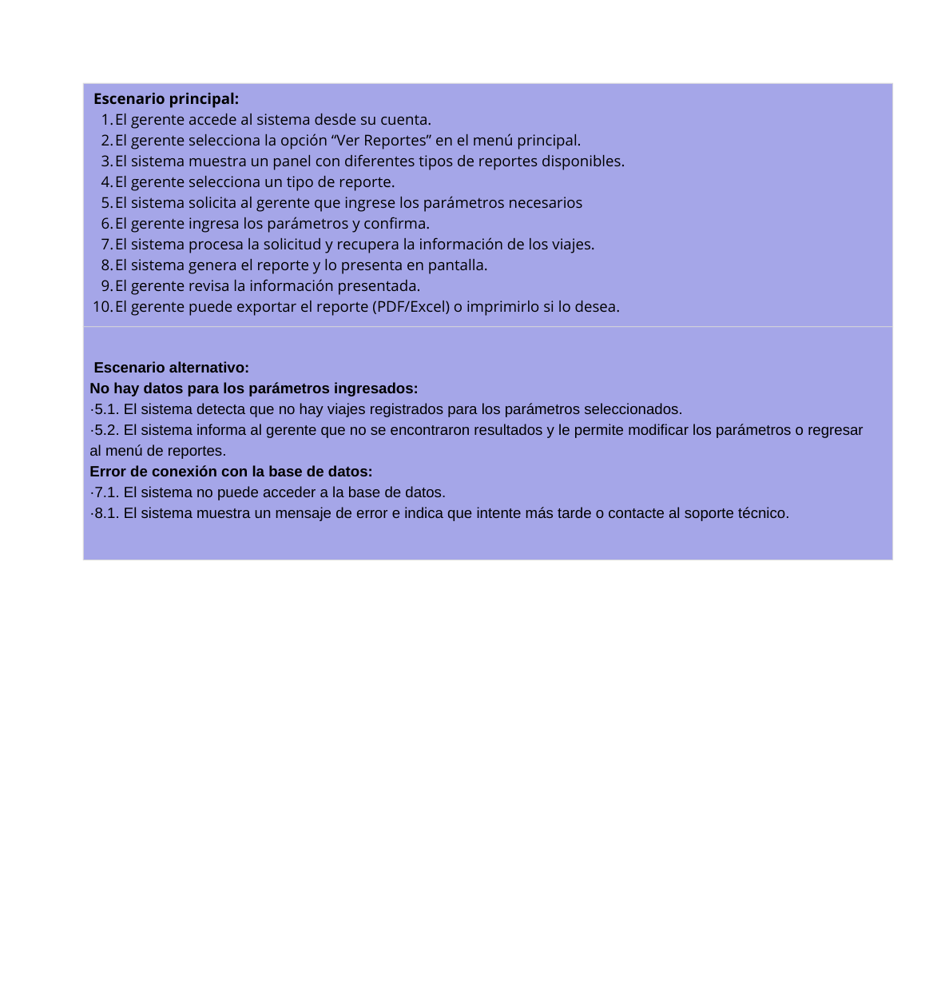 Escenario principal:
1. El gerente accede al sistema desde su cuenta.
2. El gerente selecciona la opción “Ver Reportes” en el menú principal.
3. El sistema muestra un panel con diferentes tipos de reportes disponibles.
4. El gerente selecciona un tipo de reporte.
5. El sistema solicita al gerente que ingrese los parámetros necesarios
6. El gerente ingresa los parámetros y confirma.
7. El sistema procesa la solicitud y recupera la información de los viajes.
8. El sistema genera el reporte y lo presenta en pantalla.
9. El gerente revisa la información presentada.
10. El gerente puede exportar el reporte (PDF/Excel) o imprimirlo si lo desea.
Escenario alternativo:
No hay datos para los parámetros ingresados:
·5.1. El sistema detecta que no hay viajes registrados para los parámetros seleccionados.
·5.2. El sistema informa al gerente que no se encontraron resultados y le permite modificar los parámetros o regresar
al menú de reportes.
Error de conexión con la base de datos:
·7.1. El sistema no puede acceder a la base de datos.
·8.1. El sistema muestra un mensaje de error e indica que intente más tarde o contacte al soporte técnico.